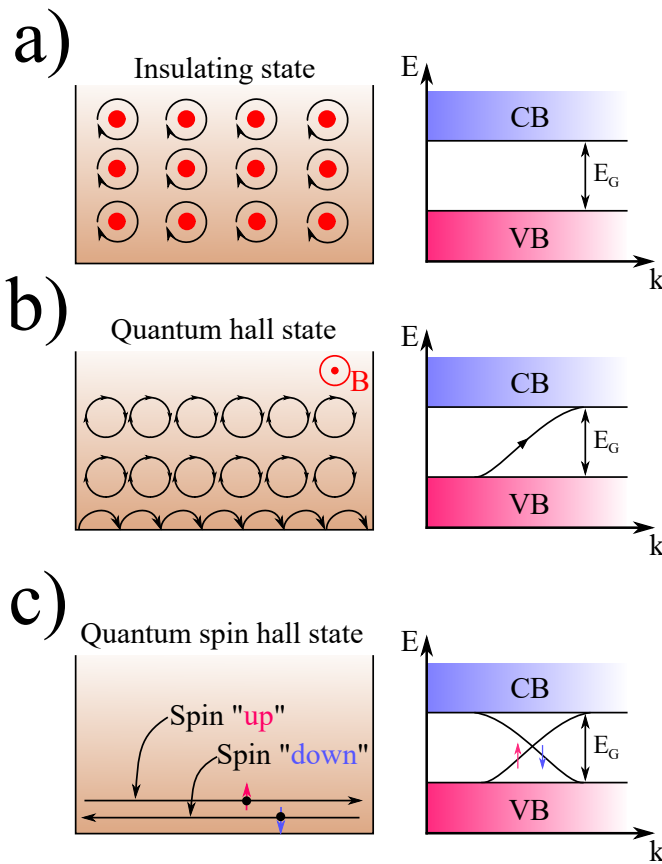 a)
Insulating state
E
CB
E_G
VB
k
b)
Quantum hall state
B
E
CB
E_G
VB
k
c)
Quantum spin hall state
Spin "up"
Spin "down"
E
CB
E_G
VB
k